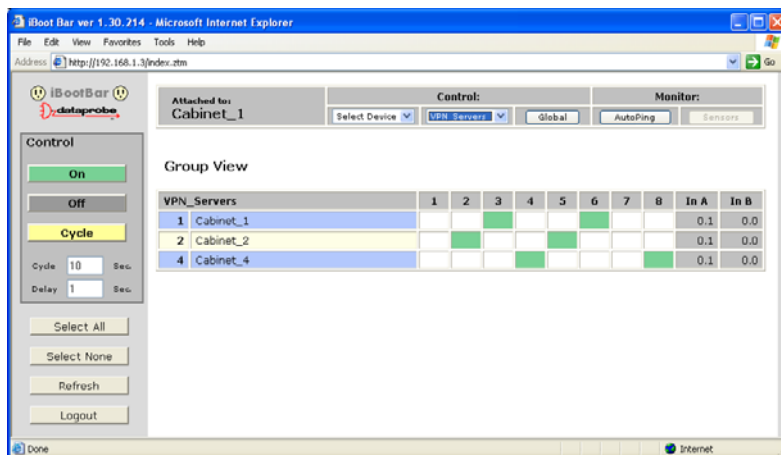 iBoot Bar ver 1.30.214 - Microsoft Internet Explorer
File Edit View Favorites Tools Help
Address http://192.168.1.3/index.ztm Go
iBootBar
dataprobe
Attached to:
Cabinet_1
Control: Monitor:
Select Device VPN Servers Global AutoPing Sensors
Control
On
Off
Cycle
Cycle 10 Sec.
Delay 1 Sec.
Select All
Select None
Refresh
Logout
Group View
VPN_Servers 1 2 3 4 5 6 7 8 In A In B
1 Cabinet_1 0.1 0.0
2 Cabinet_2 0.1 0.0
4 Cabinet_4 0.1 0.0
Done Internet